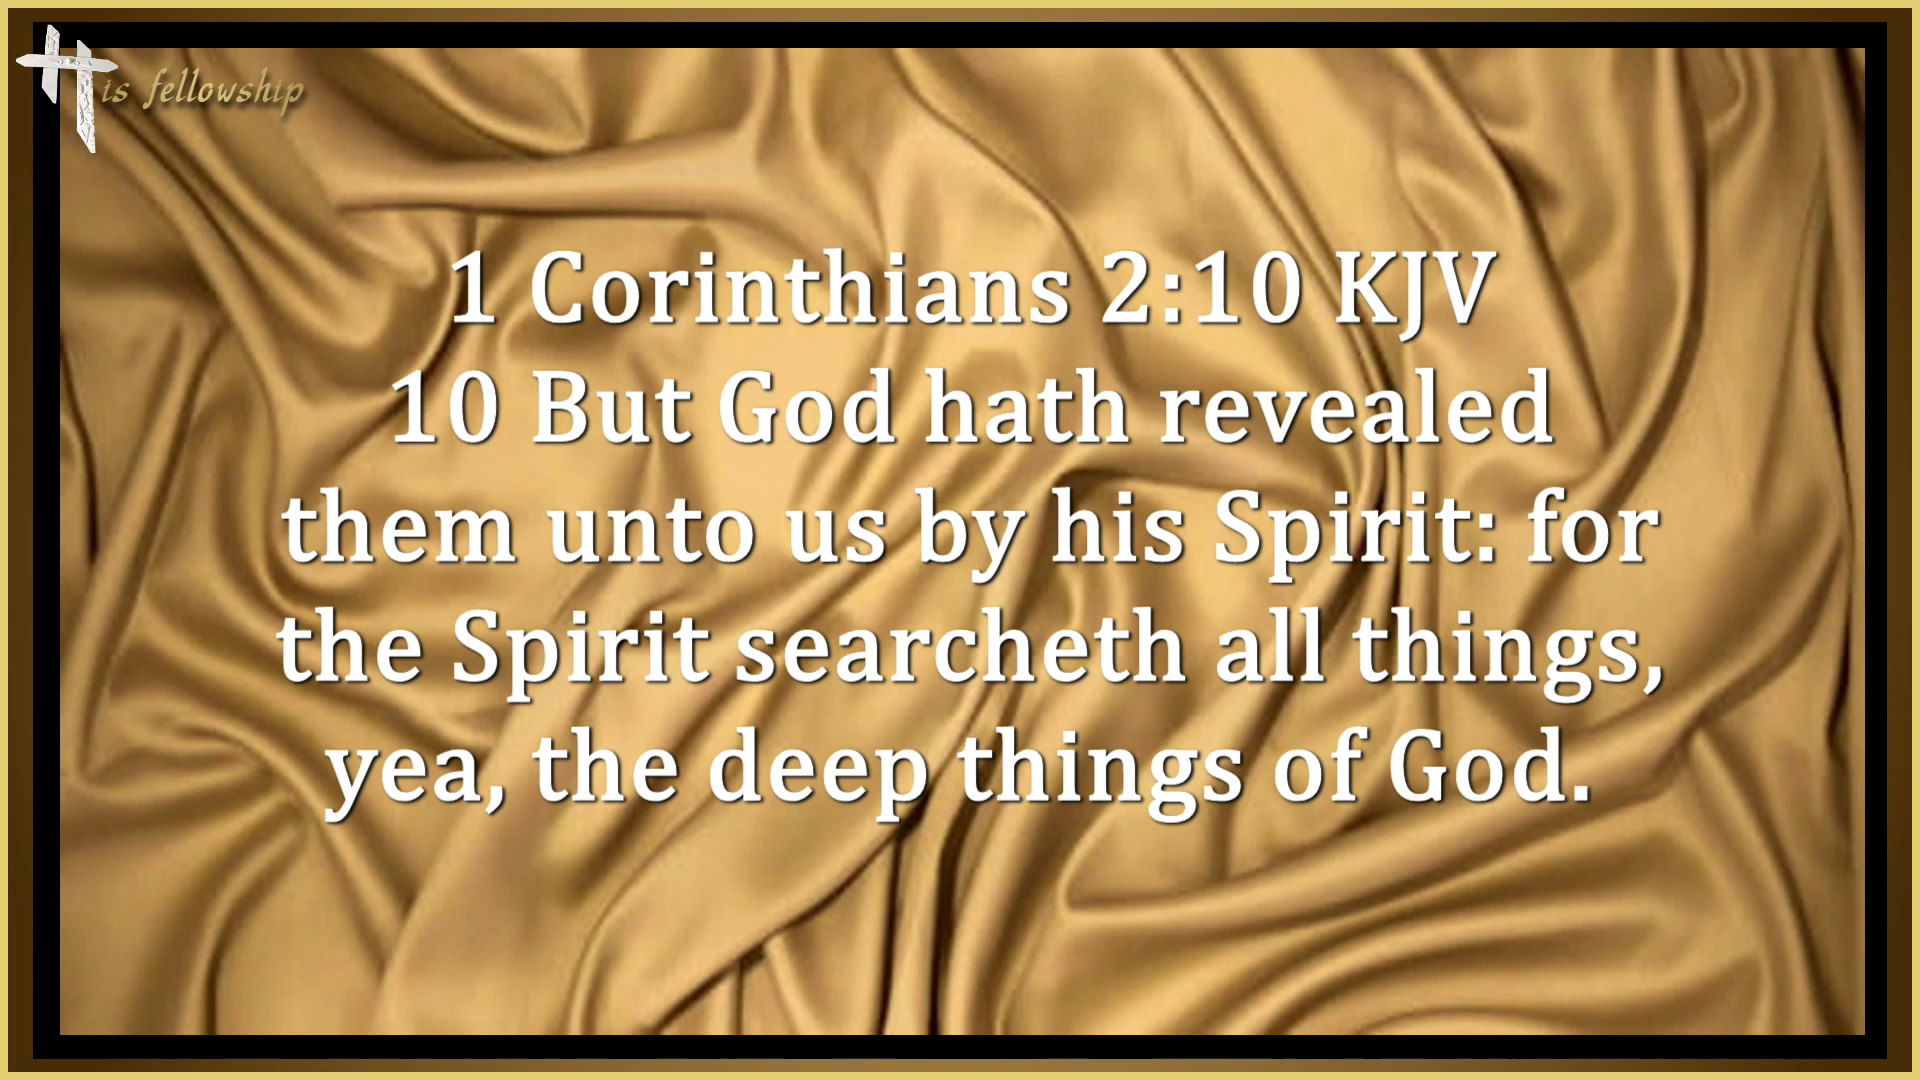 His fellowship
1 Corinthians 2:10 KJV
10 But God hath revealed
them unto us by his Spirit: for
the Spirit searcheth all things,
yea, the deep things of God.